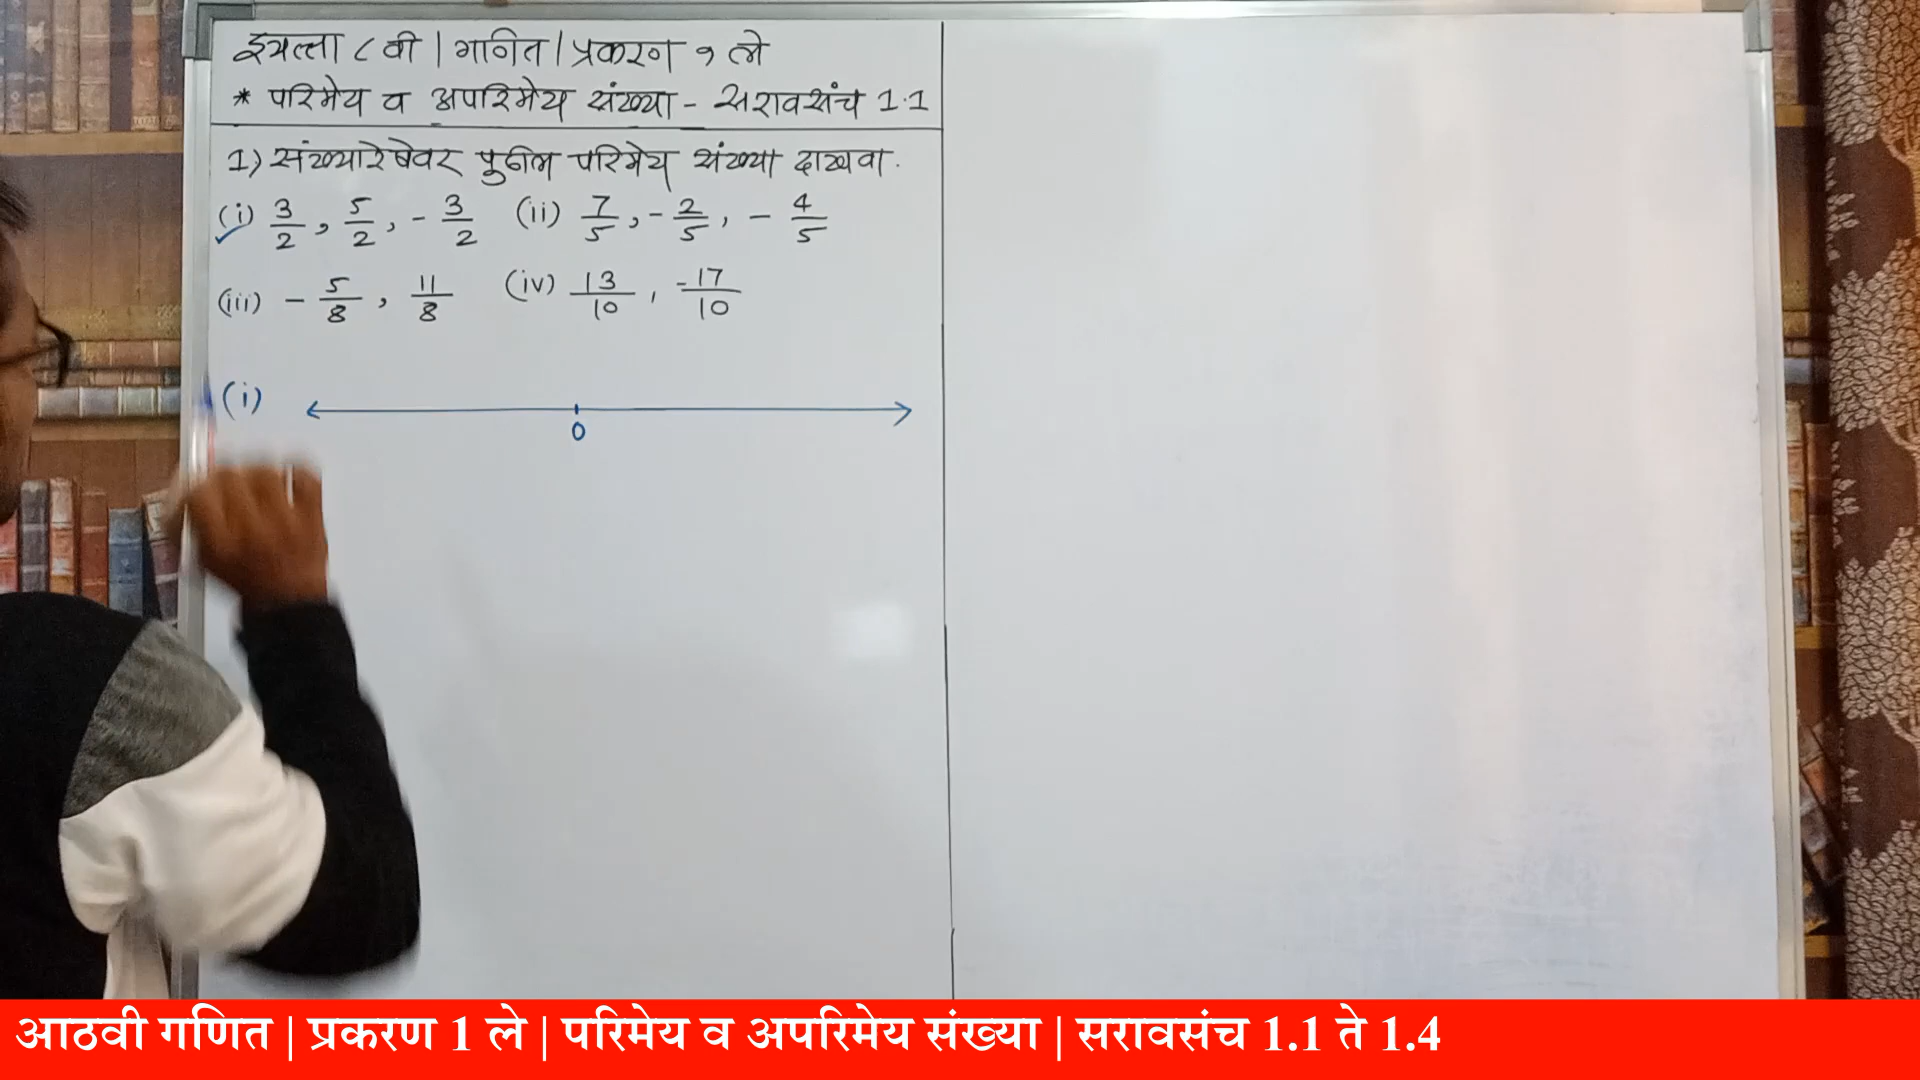 इयत्ता ८ वी | गणित | प्रकरण १ ले
* परिमेय व अपरिमेय संख्या - सरावसंच 1.1
1) संख्यारेषेवर पुढील परिमेय संख्या दाखवा.
(i) 3/2, 5/2, - 3/2 (ii) 7/5, - 2/5, - 4/5
(iii) - 5/8, 11/8 (iv) 13/10, -17/10
(i)
0
आठवी गणित | प्रकरण 1 ले | परिमेय व अपरिमेय संख्या | सरावसंच 1.1 ते 1.4